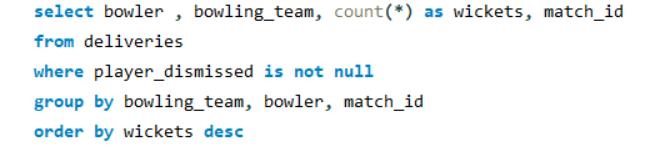 select bowler , bowling_team, count(*) as wickets, match_id
from deliveries
where player_dismissed is not null
group by bowling_team, bowler, match_id
order by wickets desc